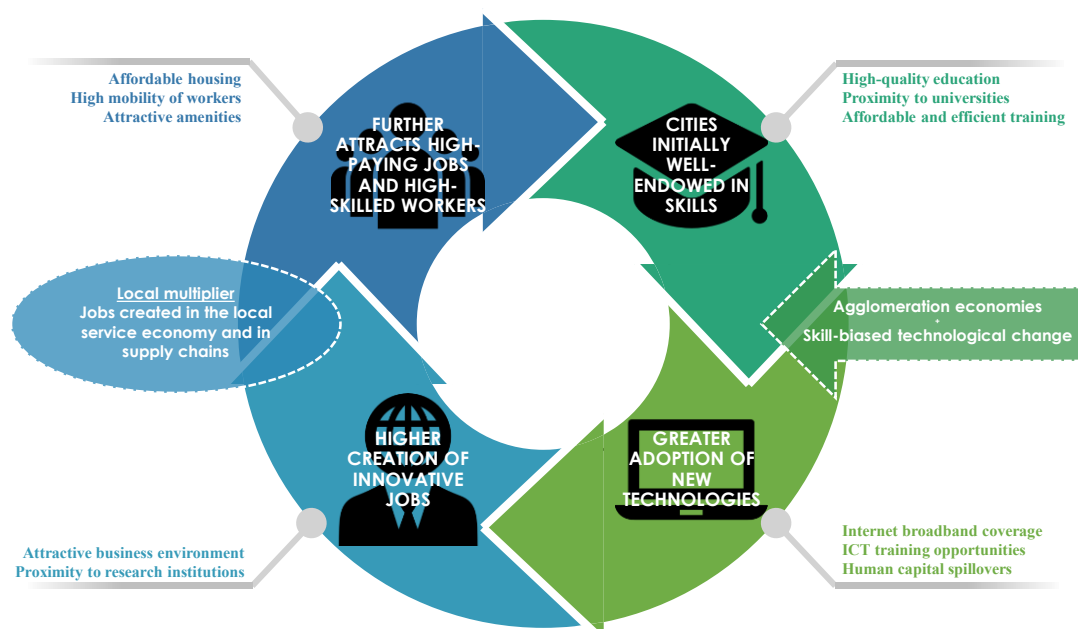 Affordable housing
High mobility of workers
Attractive amenities
FURTHER
ATTRACTS HIGH-
PAYING JOBS
AND HIGH-
SKILLED WORKERS
CITIES
INITIALLY
WELL-
ENDOWED IN
SKILLS
High-quality education
Proximity to universities
Affordable and efficient training
Local multiplier
Jobs created in the local
service economy and in
supply chains
Agglomeration economies
+
Skill-biased technological change
HIGHER
CREATION OF
INNOVATIVE
JOBS
GREATER
ADOPTION OF
NEW
TECHNOLOGIES
Attractive business environment
Proximity to research institutions
Internet broadband coverage
ICT training opportunities
Human capital spillovers